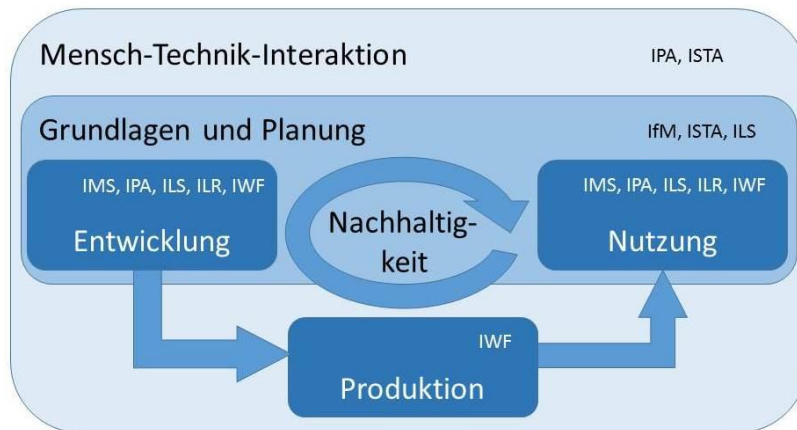 Mensch-Technik-Interaktion
IPA, ISTA
Grundlagen und Planung
IfM, ISTA, ILS
IMS, IPA, ILS, ILR, IWF
Entwicklung
Nachhaltig-
keit
IMS, IPA, ILS, ILR, IWF
Nutzung
IWF
Produktion